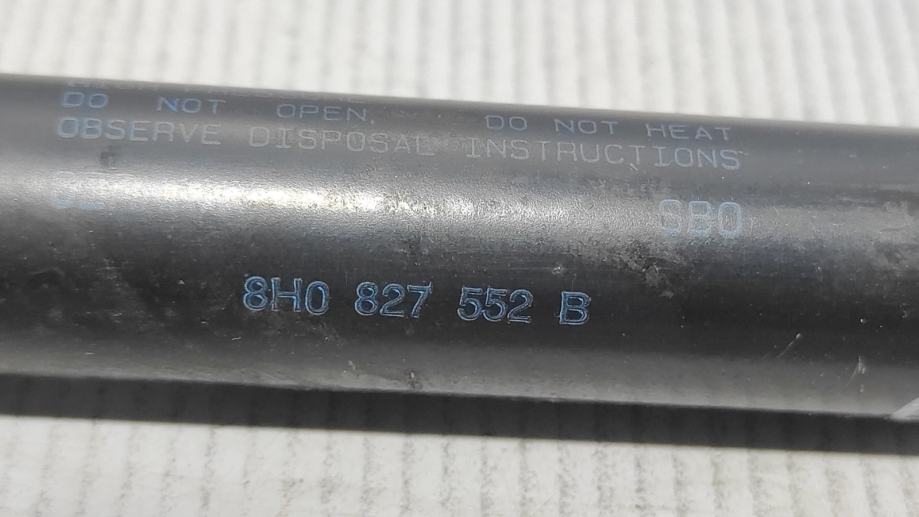 DO NOT OPEN, DO NOT HEAT
OBSERVE DISPOSAL INSTRUCTIONS
SBO
8H0 827 552 B